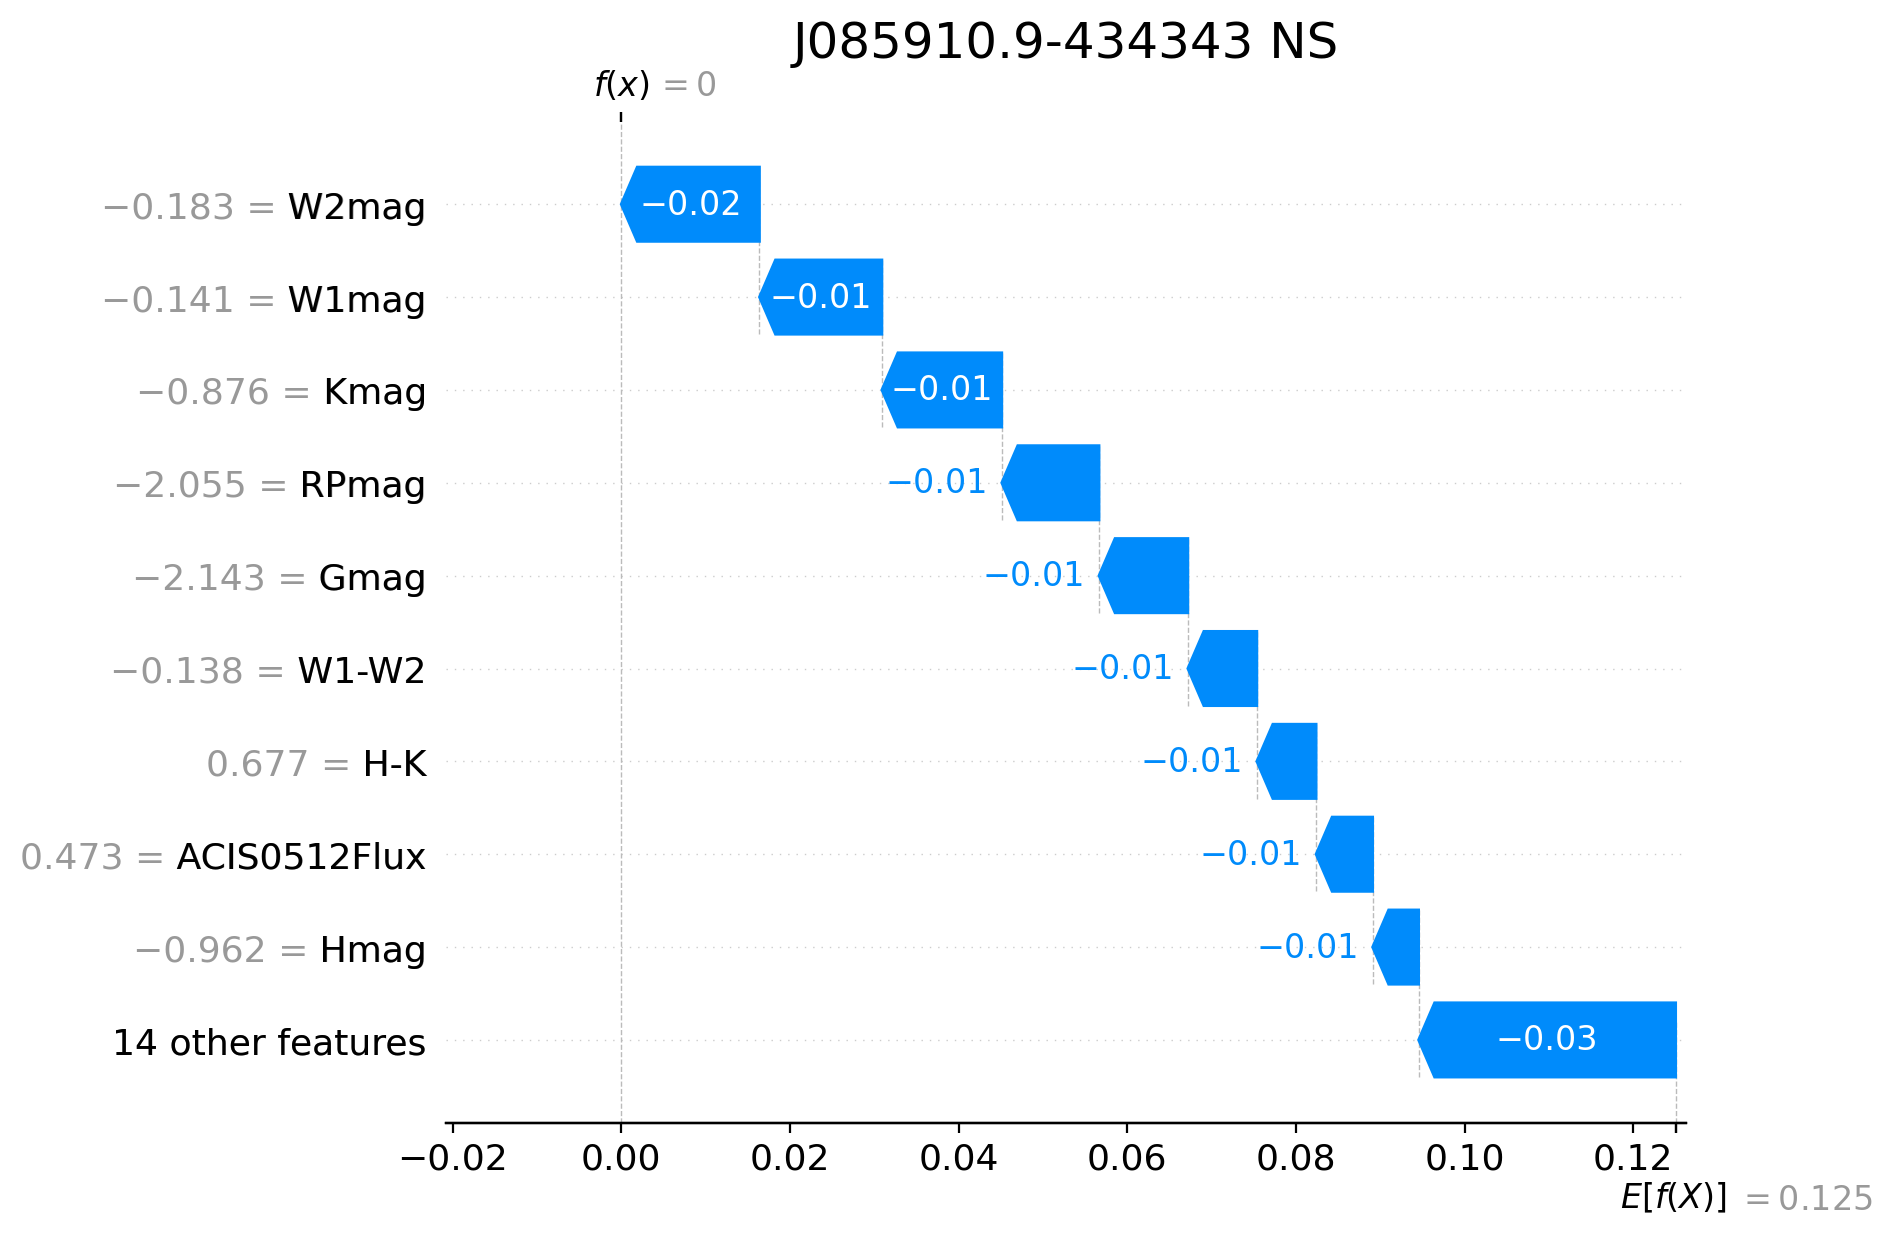 J085910.9-434343 NS
f(x) = 0
−0.183 = W2mag −0.02
−0.141 = W1mag −0.01
−0.876 = Kmag −0.01
−2.055 = RPmag −0.01
−2.143 = Gmag −0.01
−0.138 = W1-W2 −0.01
0.677 = H-K −0.01
0.473 = ACIS0512Flux −0.01
−0.962 = Hmag −0.01
14 other features −0.03
−0.02 0.00 0.02 0.04 0.06 0.08 0.10 0.12
E[f(X)] = 0.125